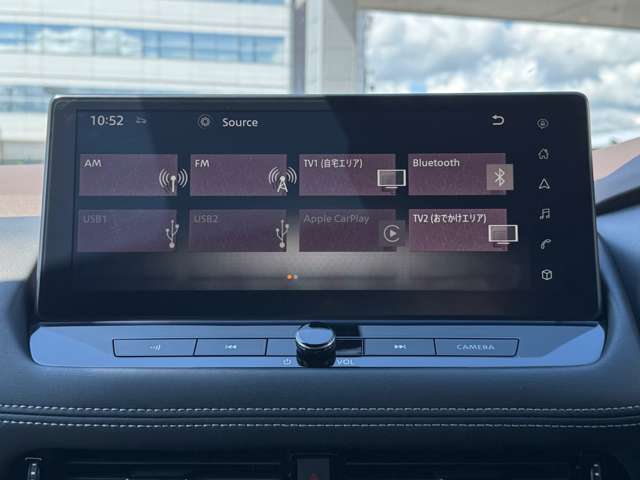 10:52
Source
AM
FM
TV1 (自宅エリア)
Bluetooth
USB1
USB2
Apple CarPlay
TV2 (おでかけエリア)
VOL
CAMERA